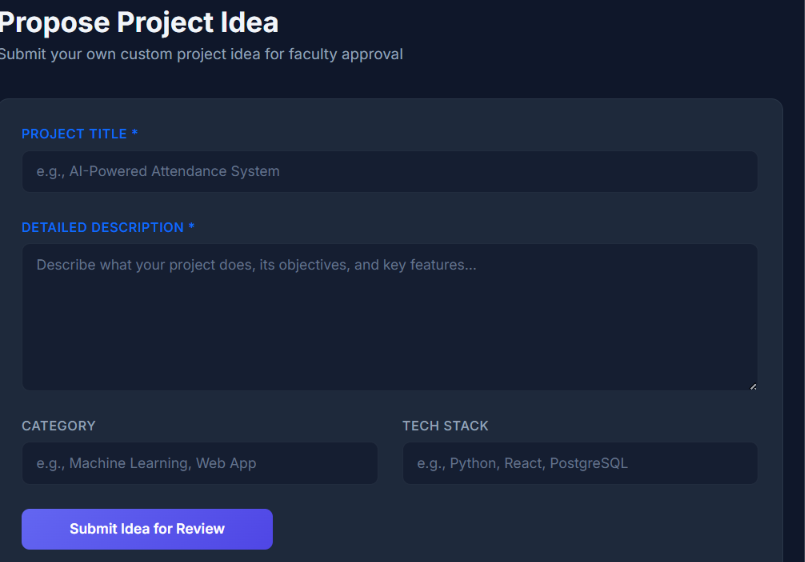 Propose Project Idea
Submit your own custom project idea for faculty approval
PROJECT TITLE *
e.g., AI-Powered Attendance System
DETAILED DESCRIPTION *
Describe what your project does, its objectives, and key features...
CATEGORY
TECH STACK
e.g., Machine Learning, Web App
e.g., Python, React, PostgreSQL
Submit Idea for Review